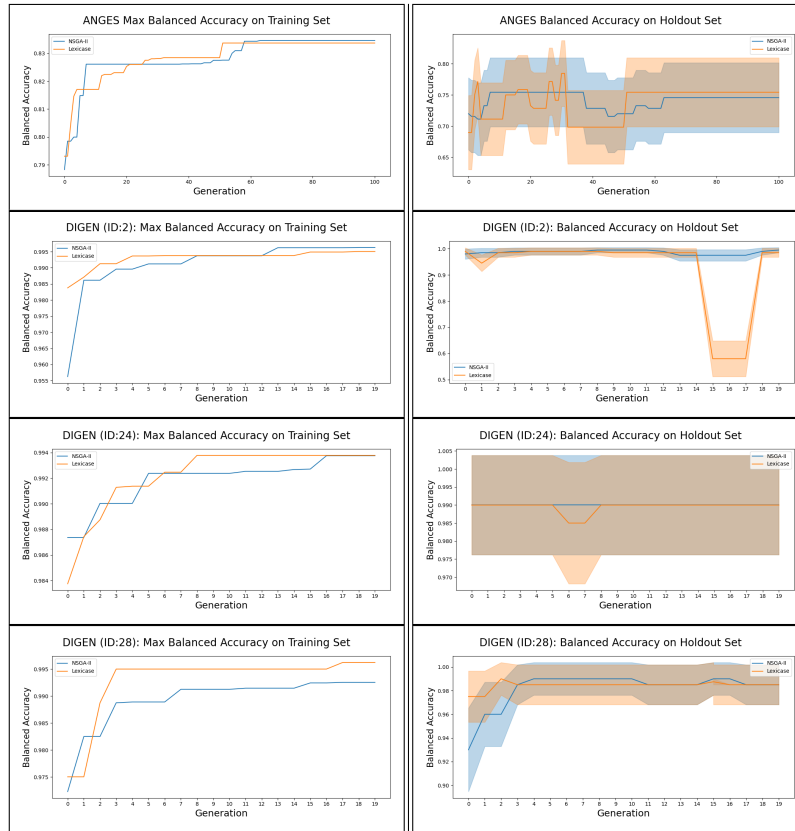 ANGES Max Balanced Accuracy on Training Set
NSGA-II
Lexicase
Balanced Accuracy
0.83
0.82
0.81
0.80
0.79
0
20
40
60
80
100
Generation
ANGES Balanced Accuracy on Holdout Set
NSGA-II
Lexicase
Balanced Accuracy
0.80
0.75
0.70
0.65
0
20
40
60
80
100
Generation
DIGEN (ID:2): Max Balanced Accuracy on Training Set
NSGA-II
Lexicase
Balanced Accuracy
0.995
0.990
0.985
0.980
0.975
0.970
0.965
0.960
0.955
0 1 2 3 4 5 6 7 8 9 10 11 12 13 14 15 16 17 18 19
Generation
DIGEN (ID:2): Balanced Accuracy on Holdout Set
Balanced Accuracy
1.0
0.9
0.8
0.7
0.6
0.5
NSGA-II
Lexicase
0 1 2 3 4 5 6 7 8 9 10 11 12 13 14 15 16 17 18 19
Generation
DIGEN (ID:24): Max Balanced Accuracy on Training Set
NSGA-II
Lexicase
Balanced Accuracy
0.994
0.992
0.990
0.988
0.986
0.984
0 1 2 3 4 5 6 7 8 9 10 11 12 13 14 15 16 17 18 19
Generation
DIGEN (ID:24): Balanced Accuracy on Holdout Set
NSGA-II
Lexicase
Balanced Accuracy
1.005
1.000
0.995
0.990
0.985
0.980
0.975
0.970
0 1 2 3 4 5 6 7 8 9 10 11 12 13 14 15 16 17 18 19
Generation
DIGEN (ID:28): Max Balanced Accuracy on Training Set
NSGA-II
Lexicase
Balanced Accuracy
0.995
0.990
0.985
0.980
0.975
0 1 2 3 4 5 6 7 8 9 10 11 12 13 14 15 16 17 18 19
Generation
DIGEN (ID:28): Balanced Accuracy on Holdout Set
NSGA-II
Lexicase
Balanced Accuracy
1.00
0.98
0.96
0.94
0.92
0.90
0 1 2 3 4 5 6 7 8 9 10 11 12 13 14 15 16 17 18 19
Generation